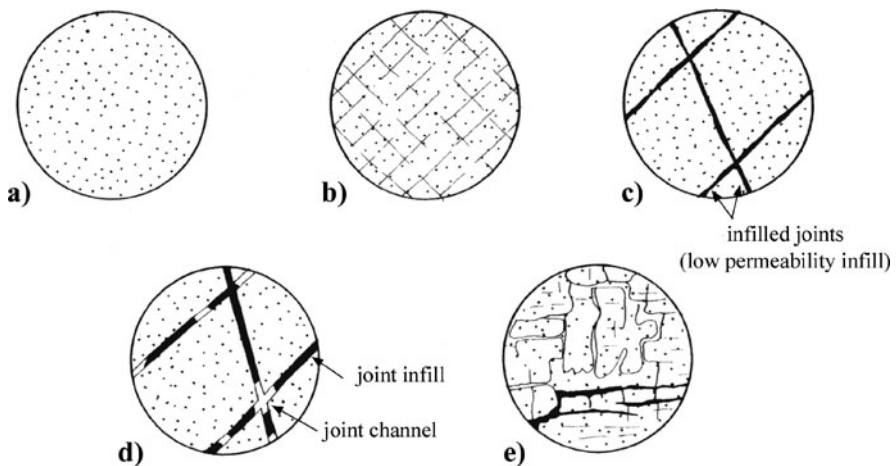 a)
b)
c)
infilled joints
(low permeability infill)
d)
joint infill
joint channel
e)